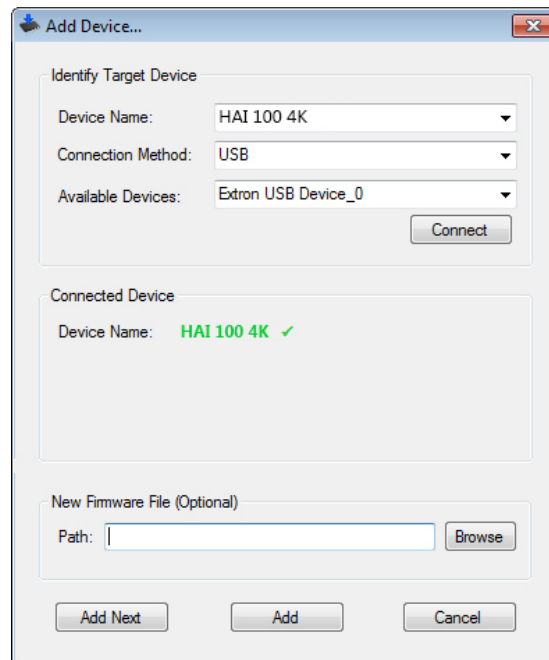 Add Device...
Identify Target Device
Device Name: HAI 100 4K
Connection Method: USB
Available Devices: Extron USB Device_0
Connect
Connected Device
Device Name: HAI 100 4K ✓
New Firmware File (Optional)
Path: Browse
Add Next Add Cancel